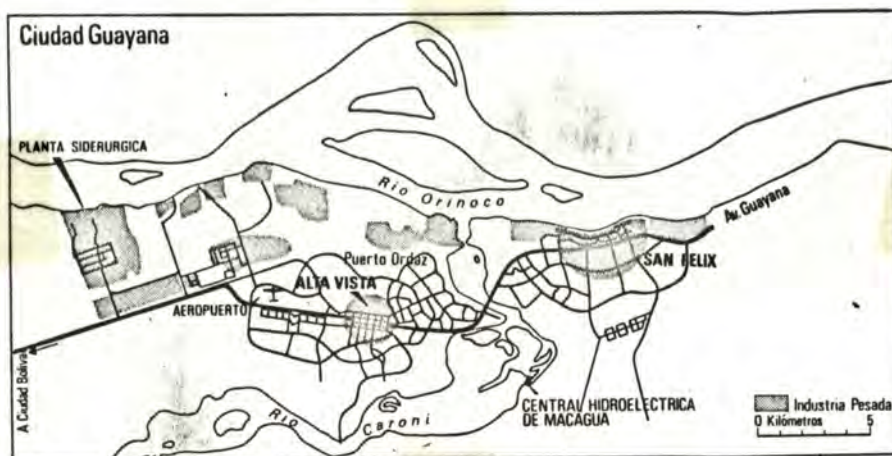 Ciudad Guayana
PLANTA SIDERURGICA
Rio Orinoco
Av. Guayana
Puerto Ordaz
SAN FELIX
ALTA VISTA
AEROPUERTO
A Ciudad Bolivar
CENTRAL HIDROELECTRICA
DE MACAGUA
Rio Caroni
Industria Pesada
0 Kilómetros 5